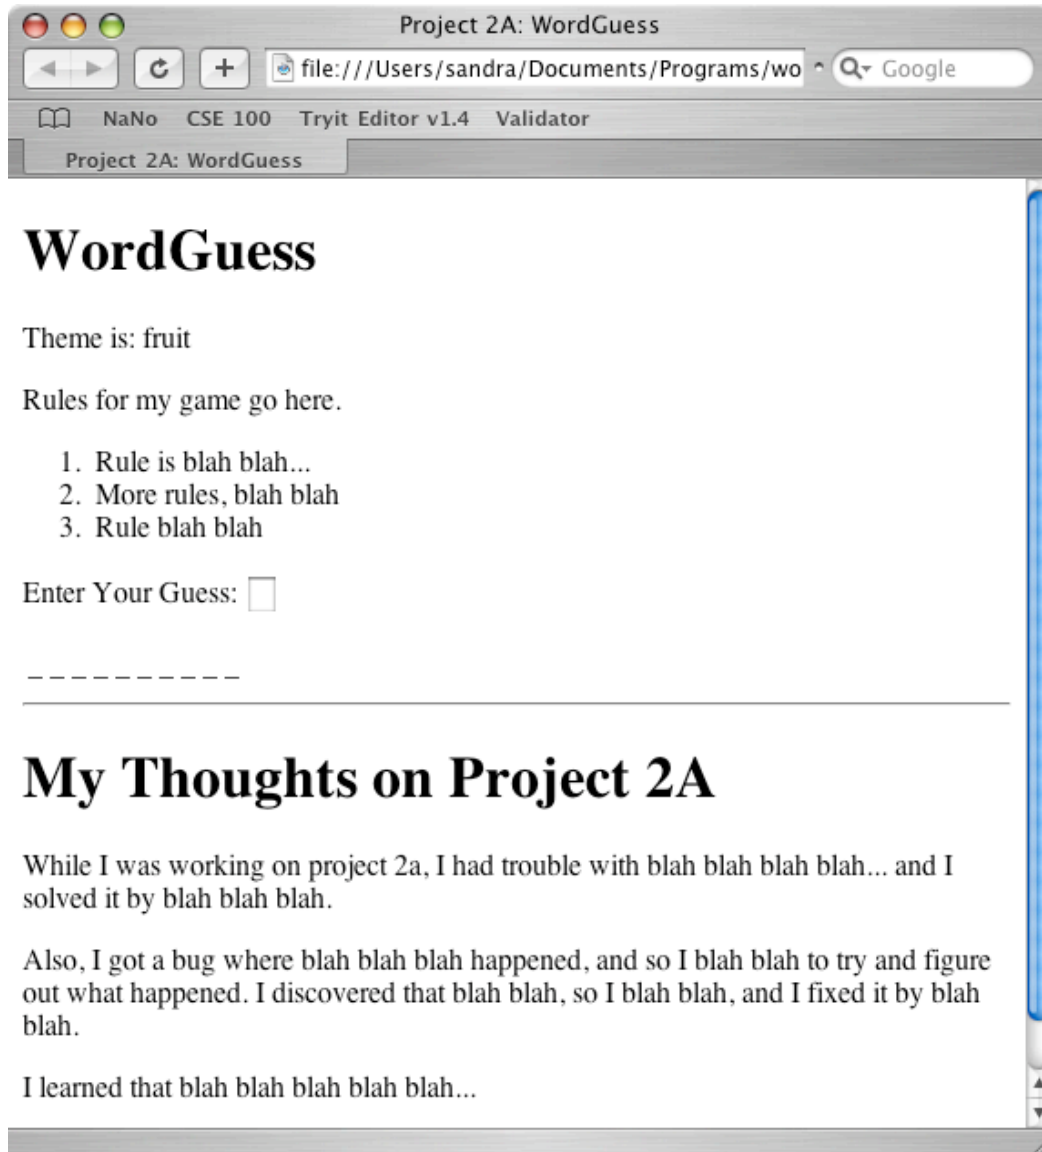 Project 2A: WordGuess
file:///Users/sandra/Documents/Programs/wo
Google
NaNo CSE 100 Tryit Editor v1.4 Validator
Project 2A: WordGuess
WordGuess
Theme is: fruit
Rules for my game go here.
1. Rule is blah blah...
2. More rules, blah blah
3. Rule blah blah
Enter Your Guess:
_ _ _ _ _ _ _ _ _ _
My Thoughts on Project 2A
While I was working on project 2a, I had trouble with blah blah blah blah... and I
solved it by blah blah blah.
Also, I got a bug where blah blah blah happened, and so I blah blah to try and figure
out what happened. I discovered that blah blah, so I blah blah, and I fixed it by blah
blah.
I learned that blah blah blah blah blah...